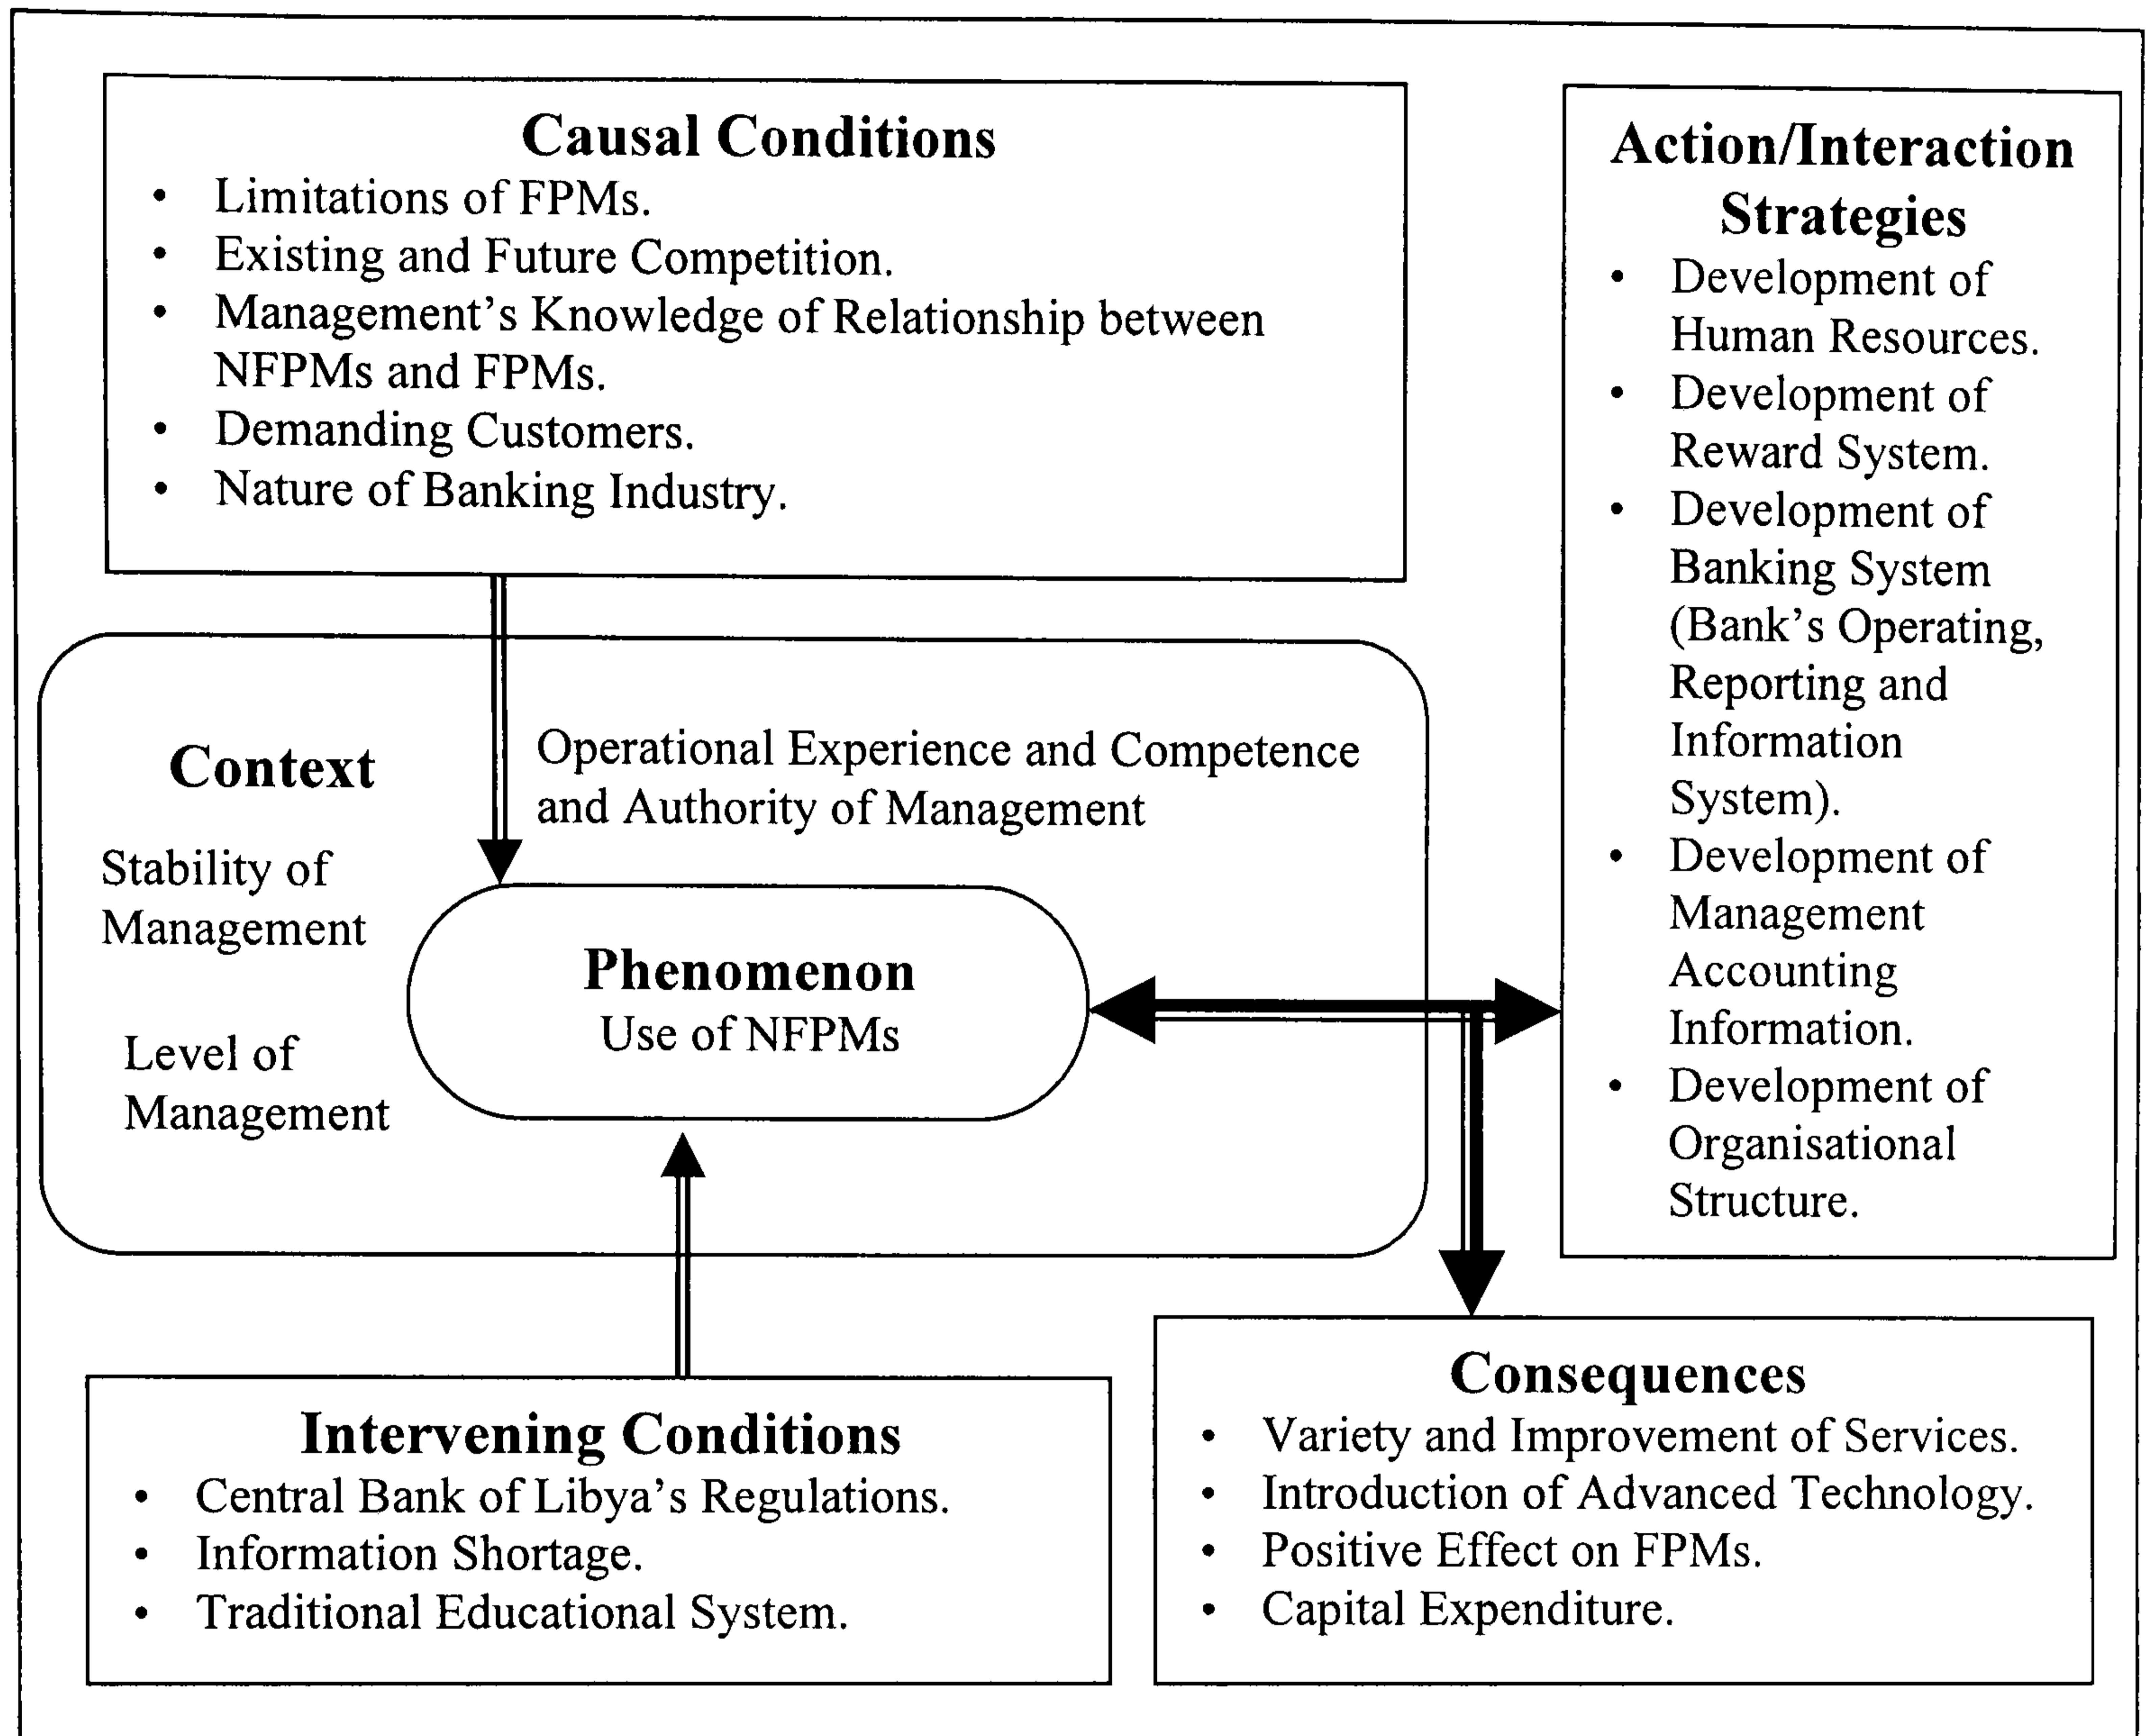 Causal Conditions
• Limitations of FPMs.
• Existing and Future Competition.
• Management's Knowledge of Relationship between
NFPMs and FPMs.
• Demanding Customers.
• Nature of Banking Industry.
Action/Interaction
Strategies
• Development of
Human Resources.
• Development of
Reward System.
• Development of
Banking System
(Bank's Operating,
Reporting and
Information
System).
• Development of
Management
Accounting
Information.
• Development of
Organisational
Structure.
Context
Operational Experience and Competence
and Authority of Management
Stability of
Management
Level of
Management
Phenomenon
Use of NFPMs
Intervening Conditions
• Central Bank of Libya's Regulations.
• Information Shortage.
• Traditional Educational System.
Consequences
• Variety and Improvement of Services.
• Introduction of Advanced Technology.
• Positive Effect on FPMs.
• Capital Expenditure.